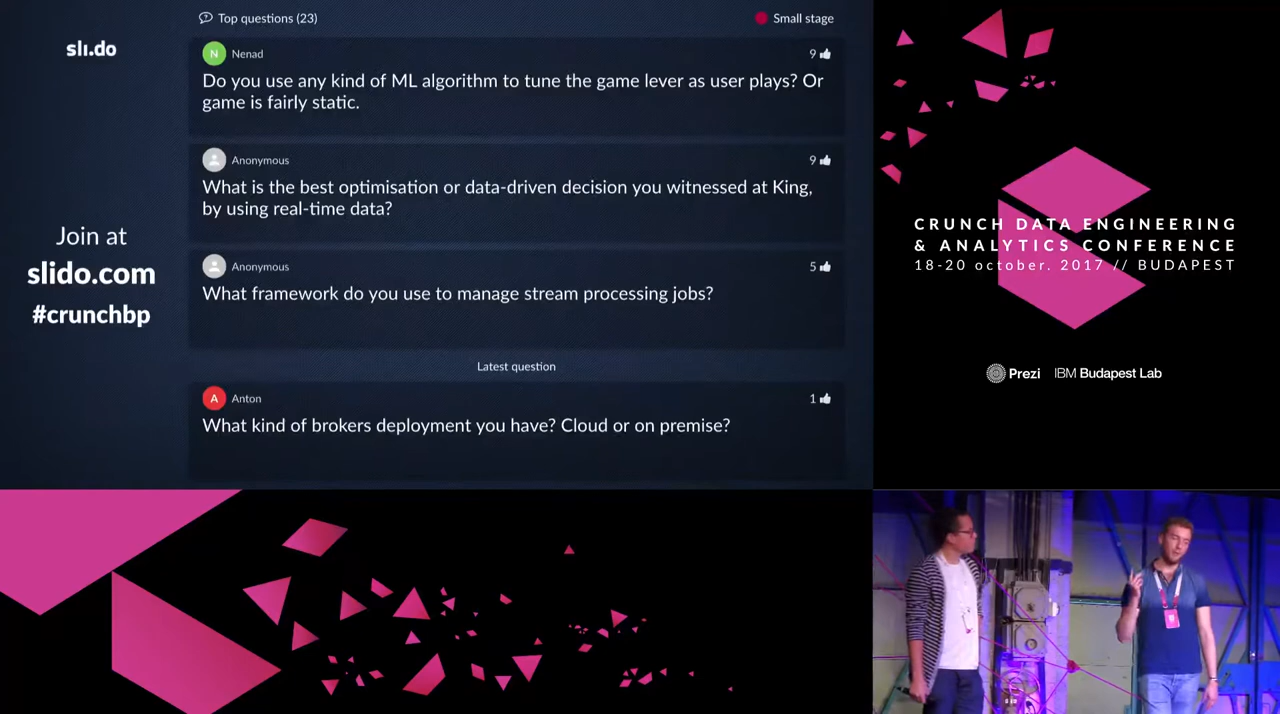 sli.do
Join at
slido.com
#crunchbp
Top questions (23)
Small stage
N
Nenad
9
Do you use any kind of ML algorithm to tune the game lever as user plays? Or
game is fairly static.
Anonymous
9
What is the best optimisation or data-driven decision you witnessed at King,
by using real-time data?
Anonymous
5
What framework do you use to manage stream processing jobs?
Latest question
A
Anton
1
What kind of brokers deployment you have? Cloud or on premise?
CRUNCH DATA ENGINEERING
& ANALYTICS CONFERENCE
18-20 october. 2017 // BUDAPEST
Prezi
IBM Budapest Lab